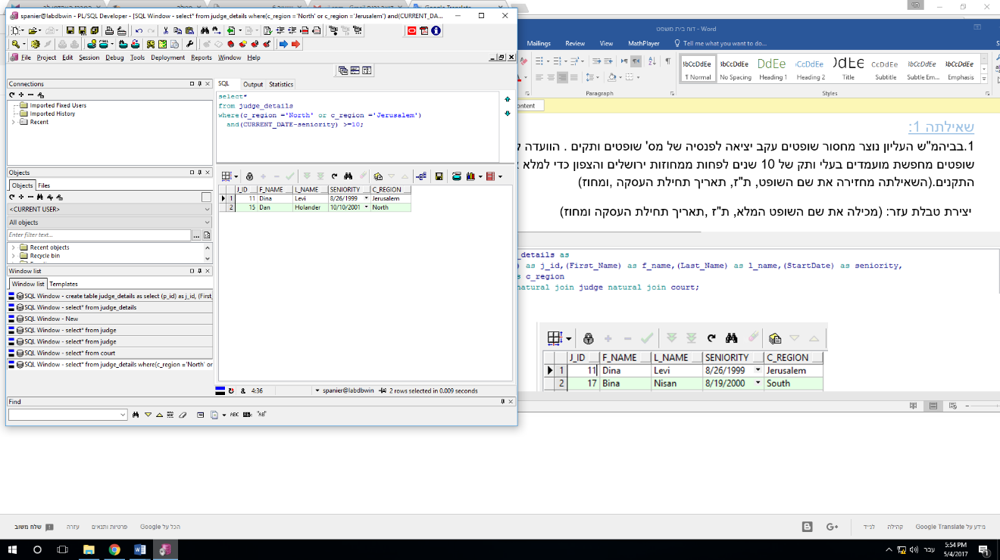 spanier@labdbwin - PL/SQL Developer - [SQL Window - select* from judge_details where(c_region ='North' or c_region ='Jerusalem') and(CURRENT_DA...
File Project Edit Session Debug Tools Deployment Reports Window Help
Connections
Imported Fixed Users
Imported History
Recent
Objects
Objects Files
<CURRENT USER>
All objects
Enter filter text...
Recent objects
Recycle bin
Window list
Window list Templates
SQL Window - create table judge_details as select (p_id) as j_id, (First_
SQL Window - select* from judge_details
SQL Window - New
SQL Window - select* from judge
SQL Window - select* from judge
SQL Window - select* from court
SQL Window - select* from judge_details where(c_region ='North' or
SQL Output Statistics
select*
from judge_details
where(c_region ='North' or c_region ='Jerusalem')
and(CURRENT_DATE-seniority) >=10;
J_ID F_NAME L_NAME SENIORITY C_REGION
1 11 Dina Levi 8/26/1999 Jerusalem
2 15 Dan Holander 10/10/2001 North
4:36 spanier@labdbwin 2 rows selected in 0.009 seconds
Find
ABC "AB"
דוח בית משפט - Word
Mailings Review View MathPlayer Tell me what you want to do...
AaBbCcDdEe
1 Normal No Spacing Heading 1 Heading 2 Title Subtitle Subtle Em... Emphasis
Paragraph Styles
ontent
שאילתה 1:
1.בביהמ"ש העליון נוצר מחסור שופטים עקב יציאה לפנסיה של מס' שופטים ותקים . הוועדה
שופטים מחפשת מועמדים בעלי ותק של 10 שנים לפחות ממחוזות ירושלים והצפון כדי למלא
התקנים.(השאילתה מחזירה את שם השופט, ת"ז, תאריך תחילת העסקה ,ומחוז)
יצירת טבלת עזר: (מכילה את שם השופט המלא, ת"ז ,תאריך תחילת העסקה ומחוז)
_details as
) as j_id,(First_Name) as f_name,(Last_Name) as l_name,(StartDate) as seniority,
s c_region
natural join judge natural join court;
J_ID F_NAME L_NAME SENIORITY C_REGION
1 11 Dina Levi 8/26/1999 Jerusalem
2 17 Bina Nisan 8/19/2000 South
מידע על Google Translate קהילה לנייד G+ B
הכל על Google פרטיות ותנאים עזרה שלח משוב
עבר 5:54 PM
5/4/2017